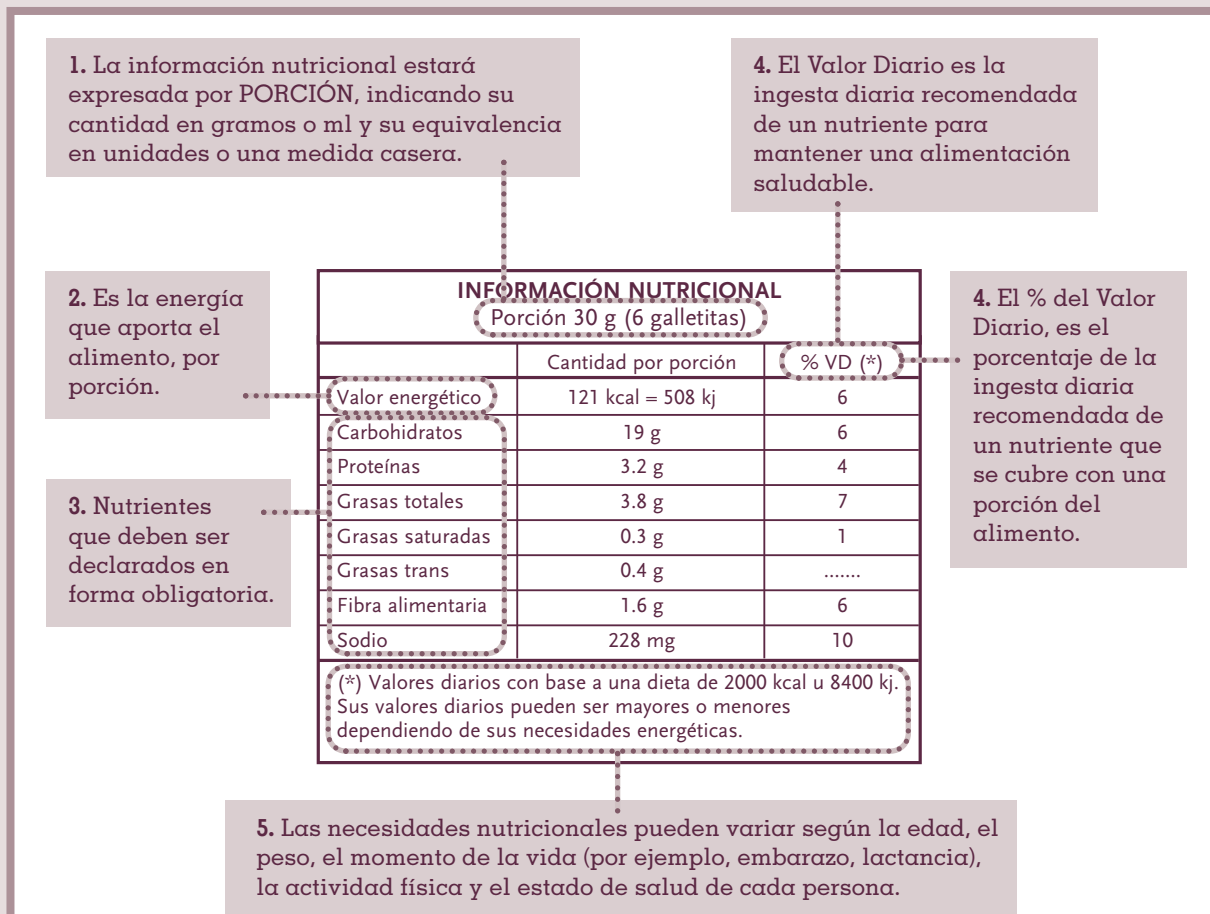 1. La información nutricional estará
expresada por PORCIÓN, indicando su
cantidad en gramos o ml y su equivalencia
en unidades o una medida casera.
4. El Valor Diario es la
ingesta diaria recomendada
de un nutriente para
mantener una alimentación
saludable.
2. Es la energía
que aporta el
alimento, por
porción.
3. Nutrientes
que deben ser
declarados en
forma obligatoria.
INFORMACIÓN NUTRICIONAL
Porción 30 g (6 galletitas)
Cantidad por porción % VD (*)
Valor energético 121 kcal = 508 kj 6
Carbohidratos 19 g 6
Proteínas 3.2 g 4
Grasas totales 3.8 g 7
Grasas saturadas 0.3 g 1
Grasas trans 0.4 g .......
Fibra alimentaria 1.6 g 6
Sodio 228 mg 10
(*) Valores diarios con base a una dieta de 2000 kcal u 8400 kj.
Sus valores diarios pueden ser mayores o menores
dependiendo de sus necesidades energéticas.
4. El % del Valor
Diario, es el
porcentaje de la
ingesta diaria
recomendada de
un nutriente que
se cubre con una
porción del
alimento.
5. Las necesidades nutricionales pueden variar según la edad, el
peso, el momento de la vida (por ejemplo, embarazo, lactancia),
la actividad física y el estado de salud de cada persona.